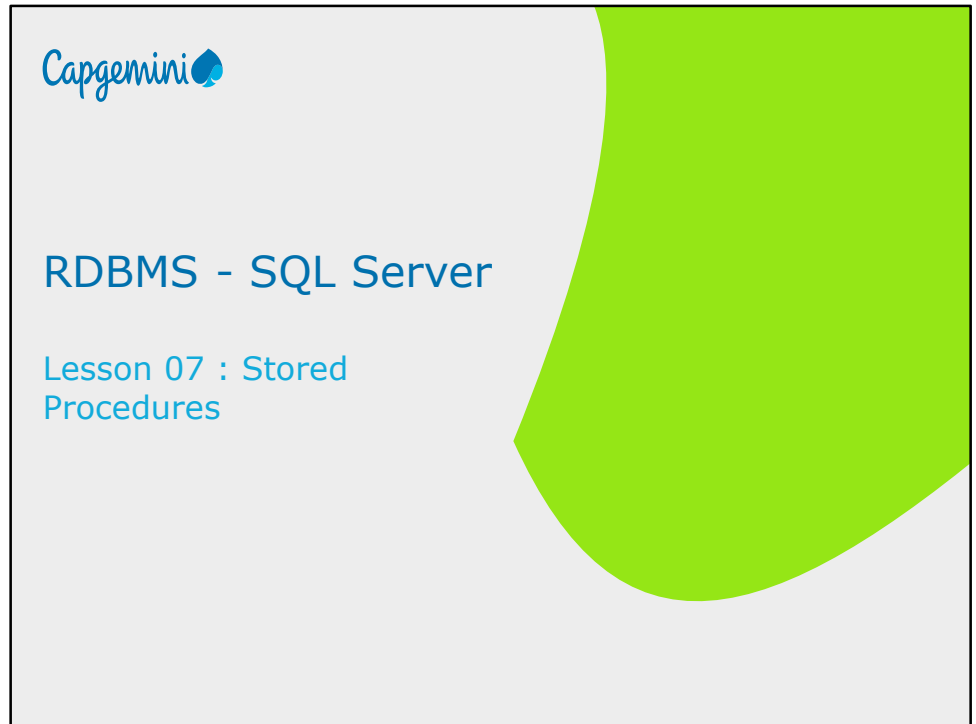 Capgemini
RDBMS - SQL Server
Lesson 07 : Stored
Procedures